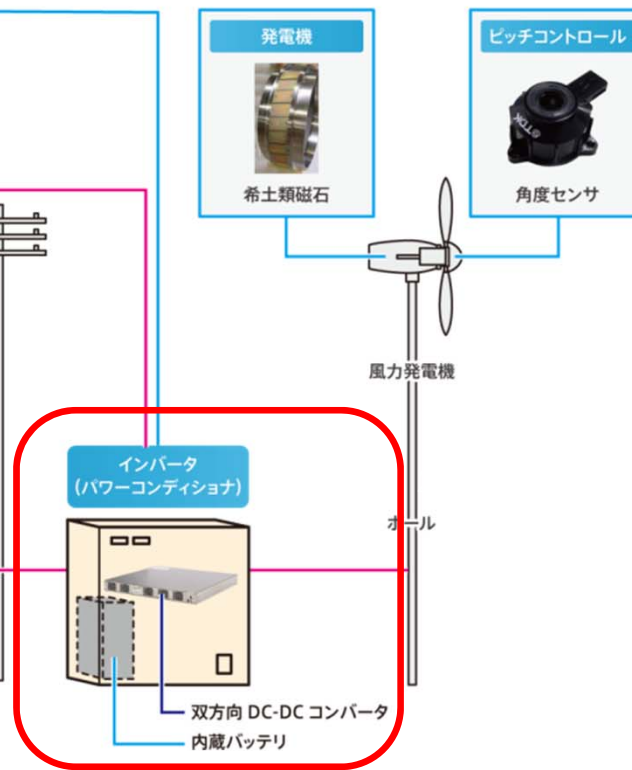 発電機
ピッチコントロール
TDK
希土類磁石
角度センサ
風力発電機
インバータ
(パワーコンディショナ)
ポール
双方向 DC-DC コンバータ
内蔵バッテリ